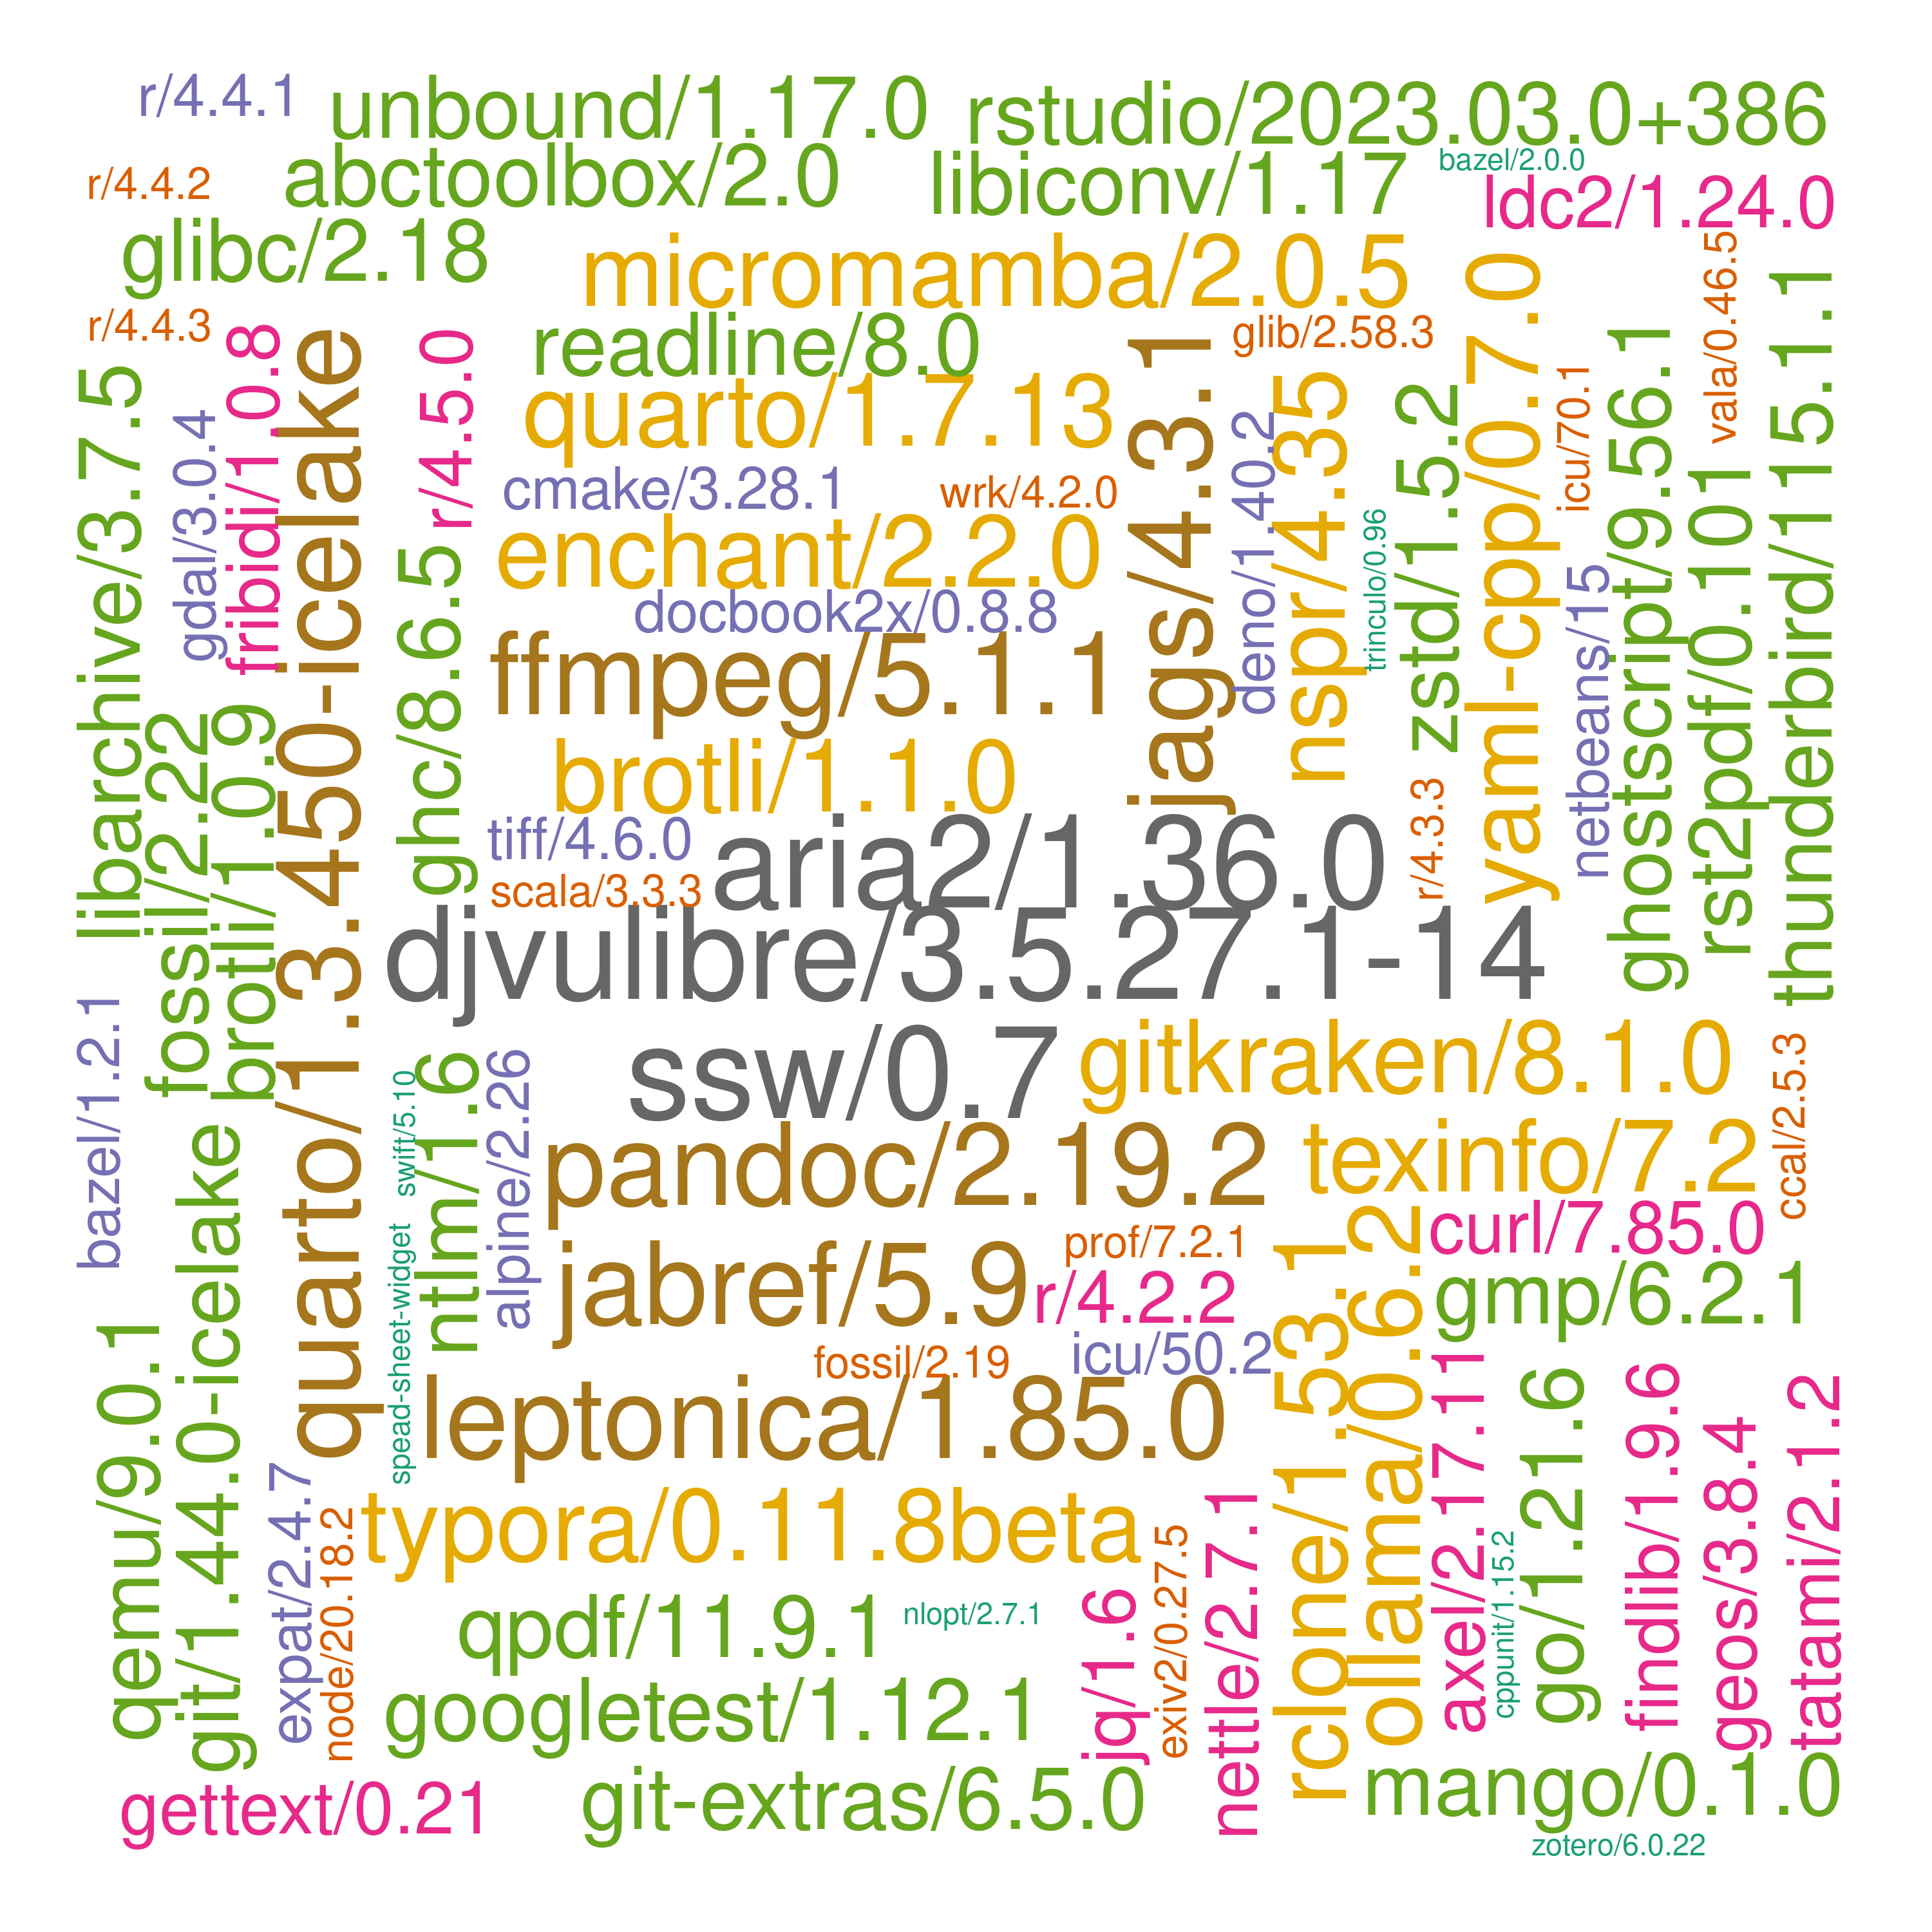 r/4.4.1
unbound/1.17.0
rstudio/2023.03.0+386
r/4.4.2
abctoolbox/2.0
libiconv/1.17
bazel/2.0.0
ldc2/1.24.0
glibc/2.18
micromamba/2.0.5
r/4.4.3
readline/8.0
glib/2.58.3
vala/0.46.5
libarchive/3.7.5
gdal/3.0.4
fribidi/1.0.8
quarto/1.3.450-icelake
r/4.5.0
quarto/1.7.13
jags/4.3.1
deno/1.40.2
nspr/4.35
zstd/1.5.2
yaml-cpp/0.7.0
icu/70.1
ghostscript/9.56.1
rst2pdf/0.101
thunderbird/115.1.1
cmake/3.28.1
wrk/4.2.0
ghc/8.6.5
enchant/2.2.0
trinculo/0.96
netbeans/15
docbook2x/0.8.8
ffmpeg/5.1.1
fossil/2.22
brotli/1.0.9
brotli/1.1.0
r/4.3.3
tiff/4.6.0
aria2/1.36.0
scala/3.3.3
djvulibre/3.5.27.1-14
bazel/1.2.1
ssw/0.7
gitkraken/8.1.0
ccal/2.5.3
swift/5.10
ntlm/1.6
alpine/2.26
pandoc/2.19.2
texinfo/7.2
git/1.44.0-icelake
spead-sheet-widget
jabref/5.9
prof/7.2.1
curl/7.85.0
r/4.2.2
rclone/1.53.1
ollama/0.6.2
gmp/6.2.1
qemu/9.0.1
fossil/2.19
icu/50.2
leptonica/1.85.0
axel/2.17.11
go/1.21.6
findlib/1.9.6
geos/3.8.4
tatami/2.1.2
expat/2.4.7
node/20.18.2
typora/0.11.8beta
nettle/2.7.1
exiv2/0.27.5
cppunit/1.15.2
qpdf/11.9.1
nlopt/2.7.1
jq/1.6
googletest/1.12.1
gettext/0.21
git-extras/6.5.0
mango/0.1.0
zotero/6.0.22